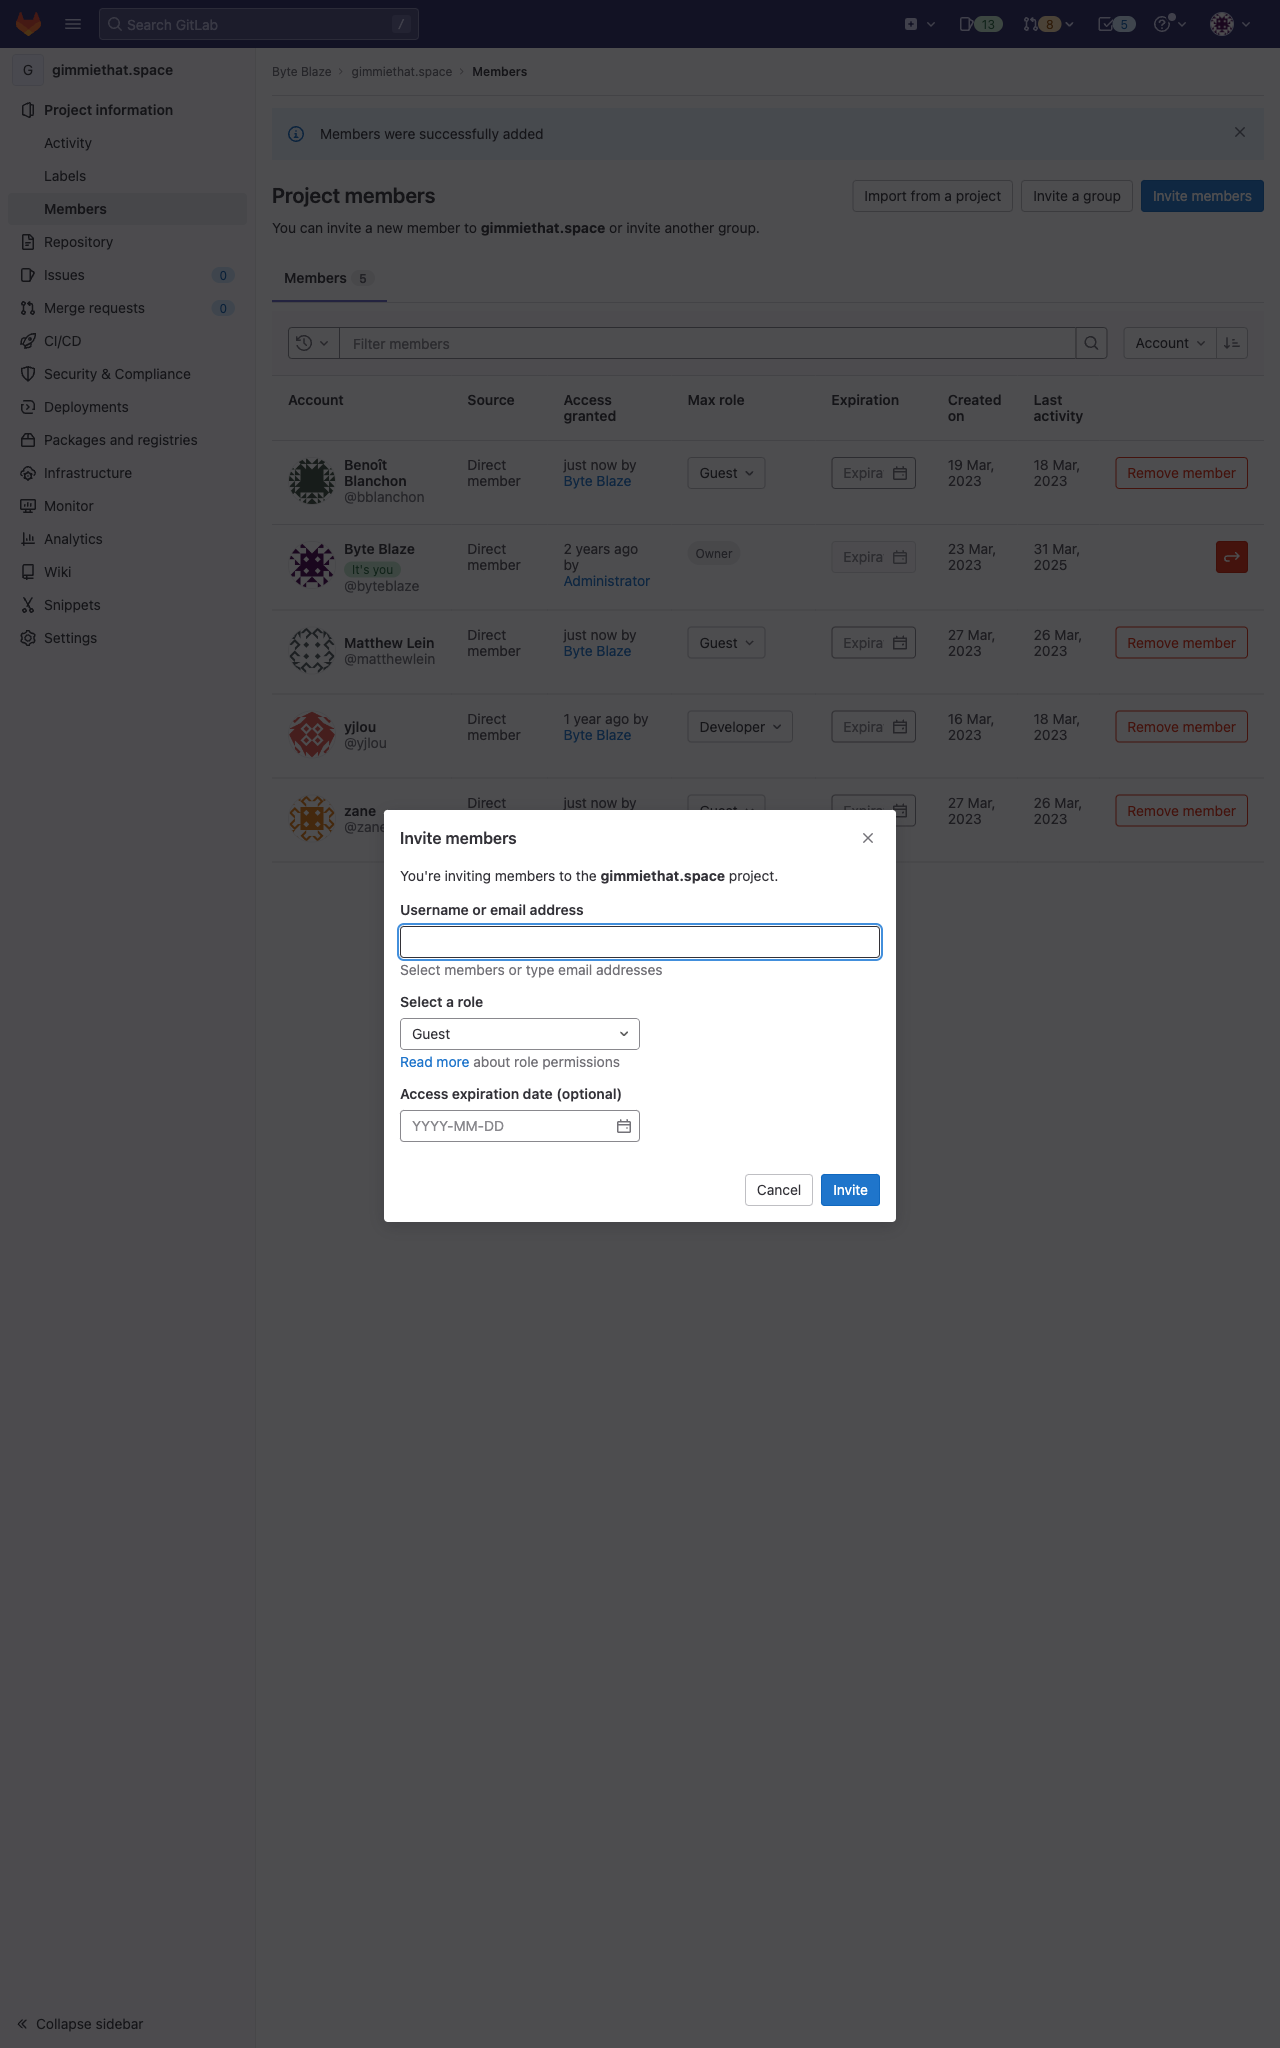 Search GitLab
/
13
8
5
G
gimmiethat.space
Project information
Activity
Labels
Members
Repository
Issues
0
Merge requests
0
CI/CD
Security & Compliance
Deployments
Packages and registries
Infrastructure
Monitor
Analytics
Wiki
Snippets
Settings
Collapse sidebar
Byte Blaze
gimmiethat.space
Members
Members were successfully added
Project members
Import from a project
Invite a group
Invite members
You can invite a new member to gimmiethat.space or invite another group.
Members 5
Filter members
Account
Account
Source
Access granted
Max role
Expiration
Created on
Last activity
Benoît Blanchon
@bblanchon
Direct member
just now by Byte Blaze
Guest
Expira
19 Mar, 2023
18 Mar, 2023
Remove member
Byte Blaze
It's you
@byteblaze
Direct member
2 years ago by Administrator
Owner
Expira
23 Mar, 2023
31 Mar, 2025
Matthew Lein
@matthewlein
Direct member
just now by Byte Blaze
Guest
Expira
27 Mar, 2023
26 Mar, 2023
Remove member
yjlou
@yjlou
Direct member
1 year ago by Byte Blaze
Developer
Expira
16 Mar, 2023
18 Mar, 2023
Remove member
zane
@zane
Direct
just now by
Guest
Expira
27 Mar, 2023
26 Mar, 2023
Remove member
Invite members
You're inviting members to the gimmiethat.space project.
Username or email address
Select members or type email addresses
Select a role
Guest
Read more about role permissions
Access expiration date (optional)
YYYY-MM-DD
Cancel
Invite